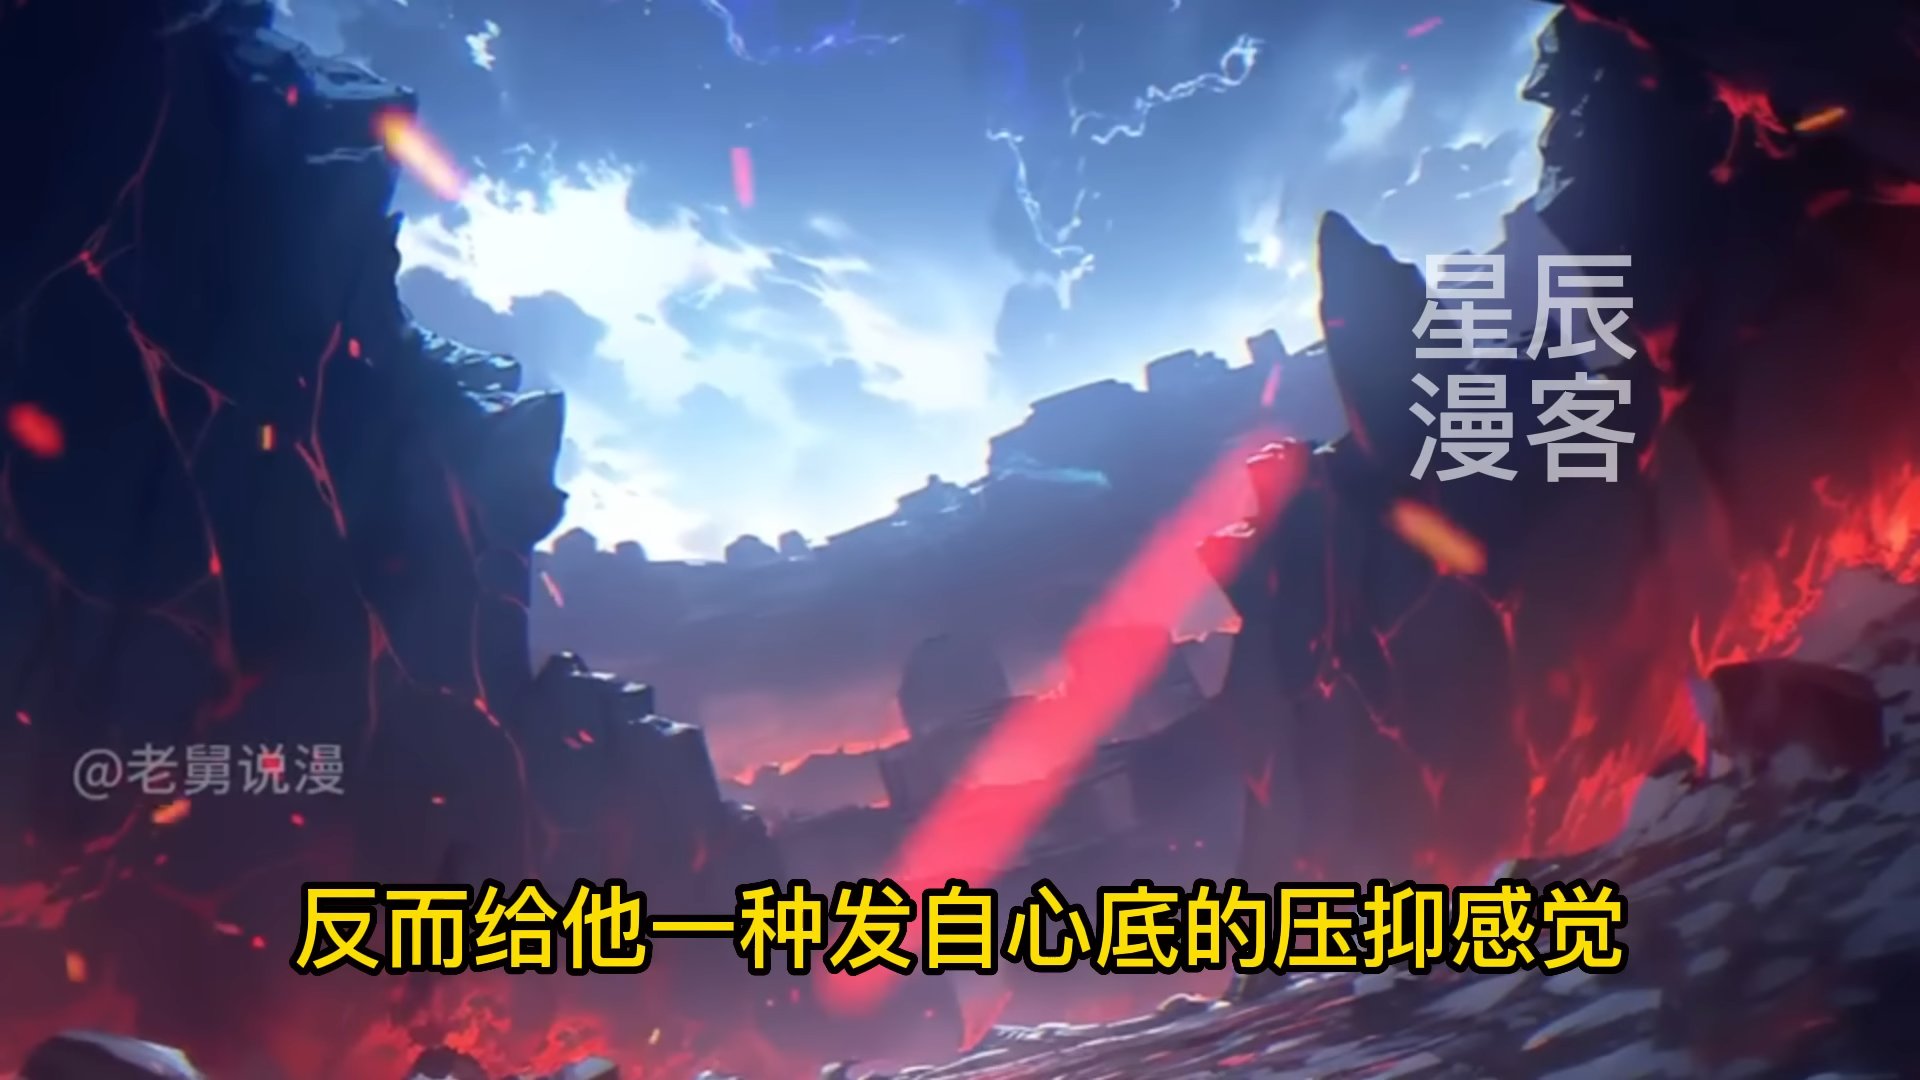 星辰
漫客
@老舅说漫
反而给他一种发自心底的压抑感觉